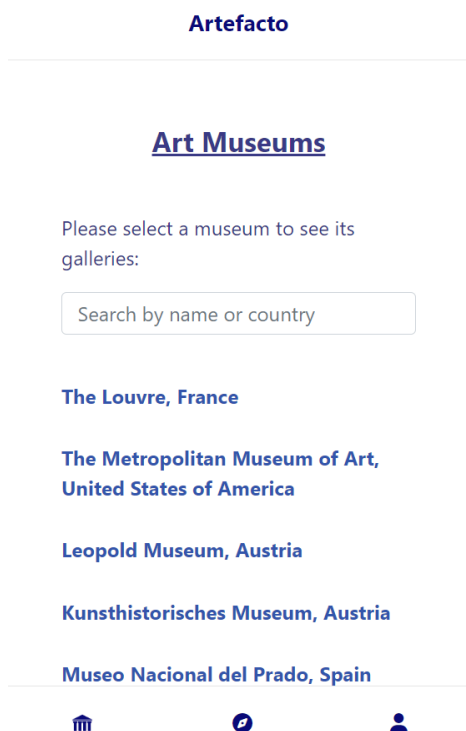 Artefacto
Art Museums
Please select a museum to see its
galleries:
Search by name or country
The Louvre, France
The Metropolitan Museum of Art,
United States of America
Leopold Museum, Austria
Kunsthistorisches Museum, Austria
Museo Nacional del Prado, Spain